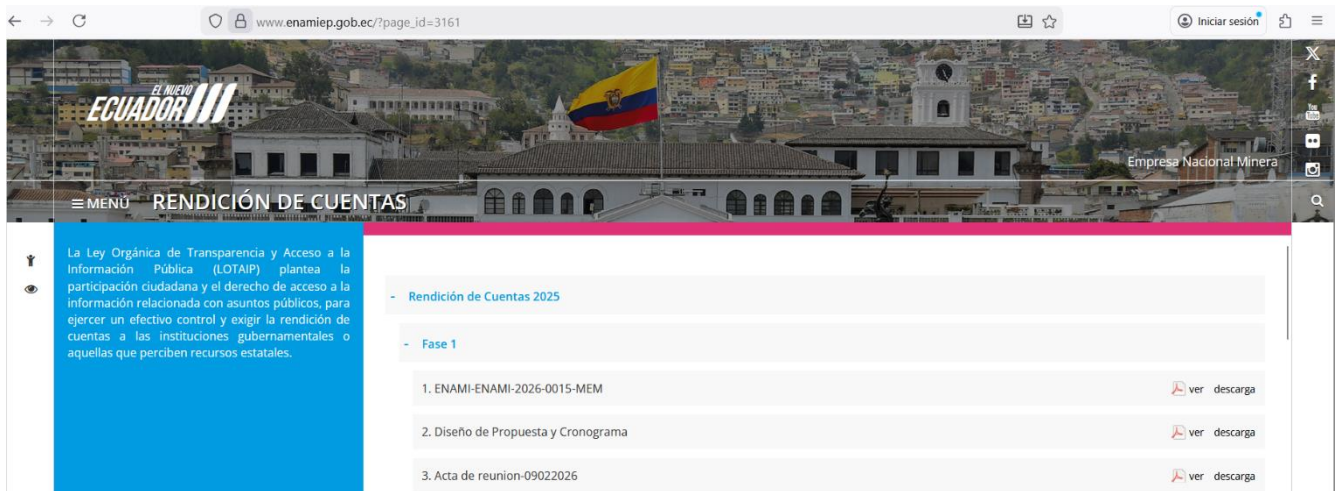 www.enamiep.gob.ec/?page_id=3161
Iniciar sesión
EL NUEVO
ECUADOR
Empresa Nacional Minera
MENÚ RENDICIÓN DE CUENTAS
La Ley Orgánica de Transparencia y Acceso a la
Información Pública (LOTAIP) plantea la
participación ciudadana y el derecho de acceso a la
información relacionada con asuntos públicos, para
ejercer un efectivo control y exigir la rendición de
cuentas a las instituciones gubernamentales o
aquellas que perciben recursos estatales.
- Rendición de Cuentas 2025
- Fase 1
1. ENAMI-ENAMI-2026-0015-MEM ver descarga
2. Diseño de Propuesta y Cronograma ver descarga
3. Acta de reunion-09022026 ver descarga